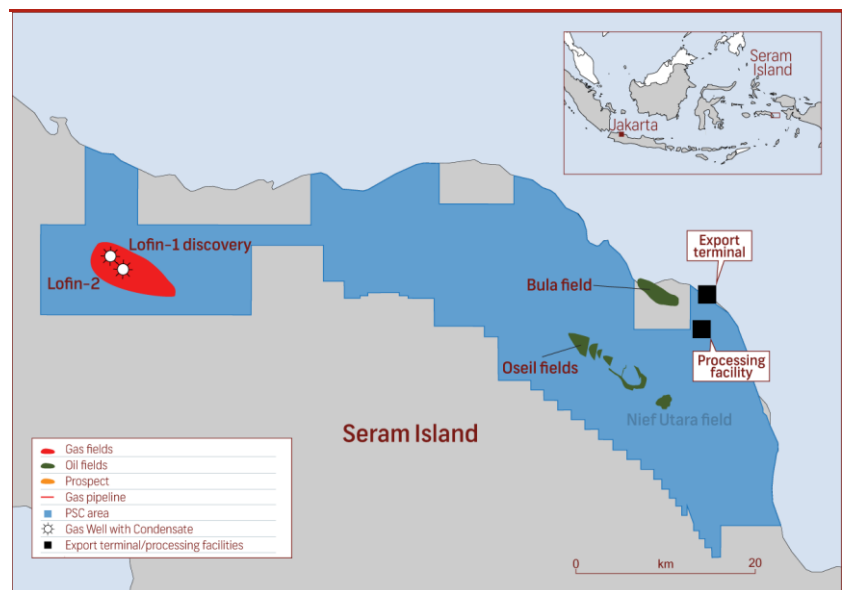 Seram
Island
Jakarta
Lofin-1 discovery
Lofin-2
Export
terminal
Bula field
Processing
facility
Oseil fields
Nief Utara field
Seram Island
Gas fields
Oil fields
Prospect
Gas pipeline
PSC area
Gas Well with Condensate
Export terminal/processing facilities
0 km 20